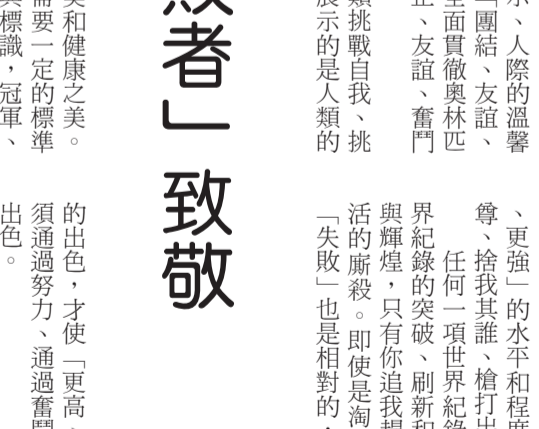 示、人際的溫馨
「團結、友誼、
全面貫徹奧林匹
正、友誼、奮鬥
類挑戰自我、挑
展示的是人類的
、更強」的水平和程度
尊、捨我其誰、槍打出
任何一項世界紀錄
界紀錄的突破、刷新和
與輝煌，只有你追我趕
活的廝殺。即使是淘
「失敗」也是相對的，
敗者」致敬
美和健康之美。
需要一定的標準
標識，冠軍、
的出色，才使「更高、
須通過努力、通過奮鬥
出色。